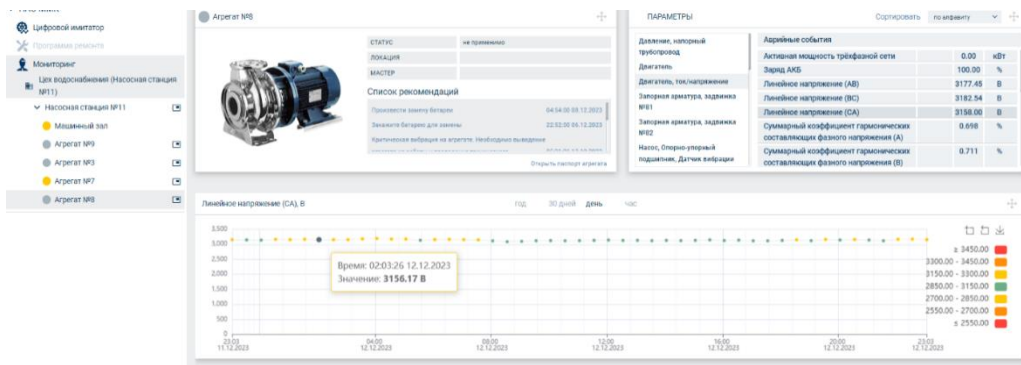 Цифровой имитатор
Программа ремонта
Мониторинг
Цех водоснабжения (Насосная станция
№11)
Насосная станция №11
Машинный зал
Агрегат №9
Агрегат №3
Агрегат №7
Агрегат №8
Агрегат №8
СТАТУС не применимо
ЛОКАЦИЯ
МАСТЕР
Список рекомендаций
Произвести замену батареи 04:54:00 08.12.2023
Закажите батарею для замены 22:52:00 06.12.2023
Критическая вибрация на агрегате. Необходимо выведение
Открыть паспорт агрегата
ПАРАМЕТРЫ
Сортировать по алфавиту
Давление, напорный
трубопровод
Двигатель
Двигатель, ток/напряжение
Запорная арматура, задвижка
№81
Запорная арматура, задвижка
№82
Насос, Опорно-упорный
подшипник, Датчик вибрации
Аварийные события
Активная мощность трёхфазной сети 0.00 кВт
Заряд АКБ 100.00 %
Линейное напряжение (AB) 3177.45 В
Линейное напряжение (BC) 3182.54 В
Линейное напряжение (CA) 3150.00 В
Суммарный коэффициент гармонических
составляющих фазного напряжения (A) 0.698 %
Суммарный коэффициент гармонических
составляющих фазного напряжения (B) 0.711 %
Линейное напряжение (CA), В
год 30 дней день час
3,500
3,000
2,500
2,000
1,500
1,000
500
0
Время: 02:03:26 12.12.2023
Значение: 3156.17 В
23:03
11.12.2023
04:00
12.12.2023
08:00
12.12.2023
12:00
12.12.2023
16:00
12.12.2023
20:00
12.12.2023
23:03
12.12.2023
≥ 3450.00
3300.00 - 3450.00
3150.00 - 3300.00
2850.00 - 3150.00
2700.00 - 2850.00
2550.00 - 2700.00
≤ 2550.00